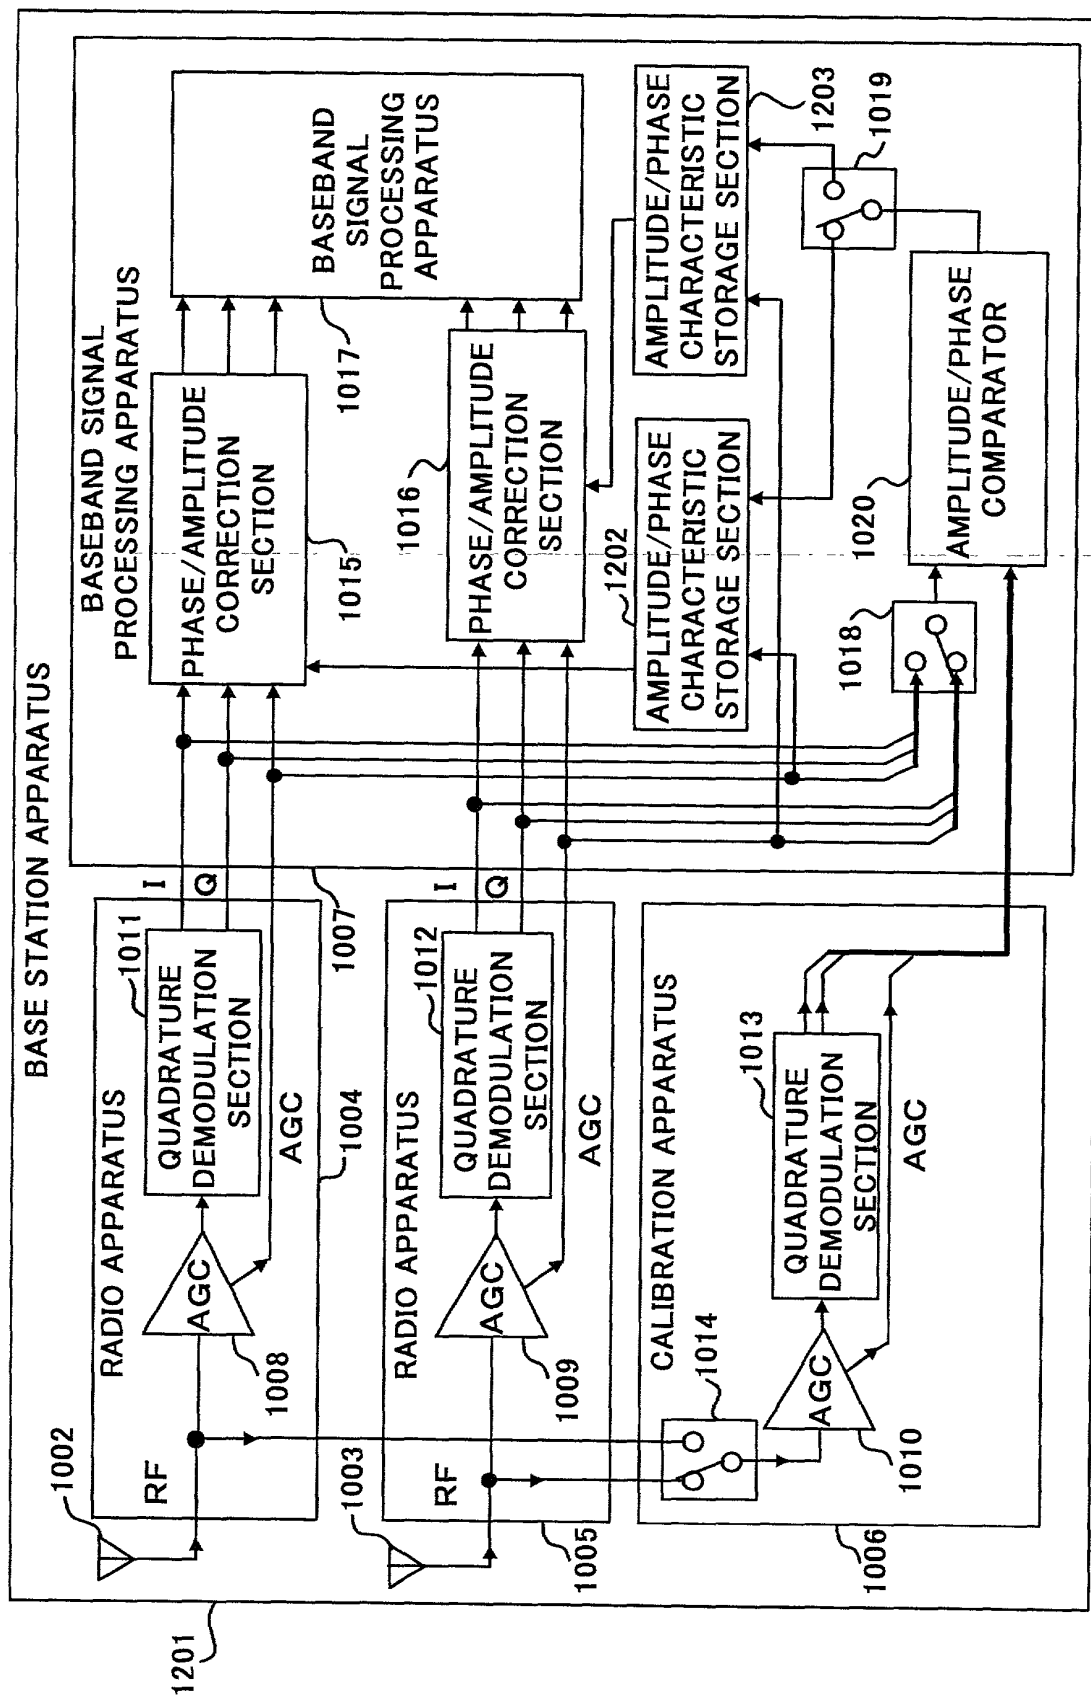 BASE STATION APPARATUS
1201
1002
RF
RADIO APPARATUS
AGC
1008
QUADRATURE
DEMODULATION
SECTION
1011
AGC
1004
I
Q
1007
BASEBAND SIGNAL
PROCESSING APPARATUS
PHASE/AMPLITUDE
CORRECTION
SECTION
1015
BASEBAND
SIGNAL
PROCESSING
APPARATUS
1017
1003
RF
RADIO APPARATUS
AGC
1009
QUADRATURE
DEMODULATION
SECTION
1012
AGC
1005
I
Q
1016
PHASE/AMPLITUDE
CORRECTION
SECTION
1202
AMPLITUDE/PHASE
CHARACTERISTIC
STORAGE SECTION
AMPLITUDE/PHASE
CHARACTERISTIC
STORAGE SECTION
1203
CALIBRATION APPARATUS
1014
AGC
1010
QUADRATURE
DEMODULATION
SECTION
1013
AGC
1006
1018
1020
AMPLITUDE/PHASE
COMPARATOR
1019